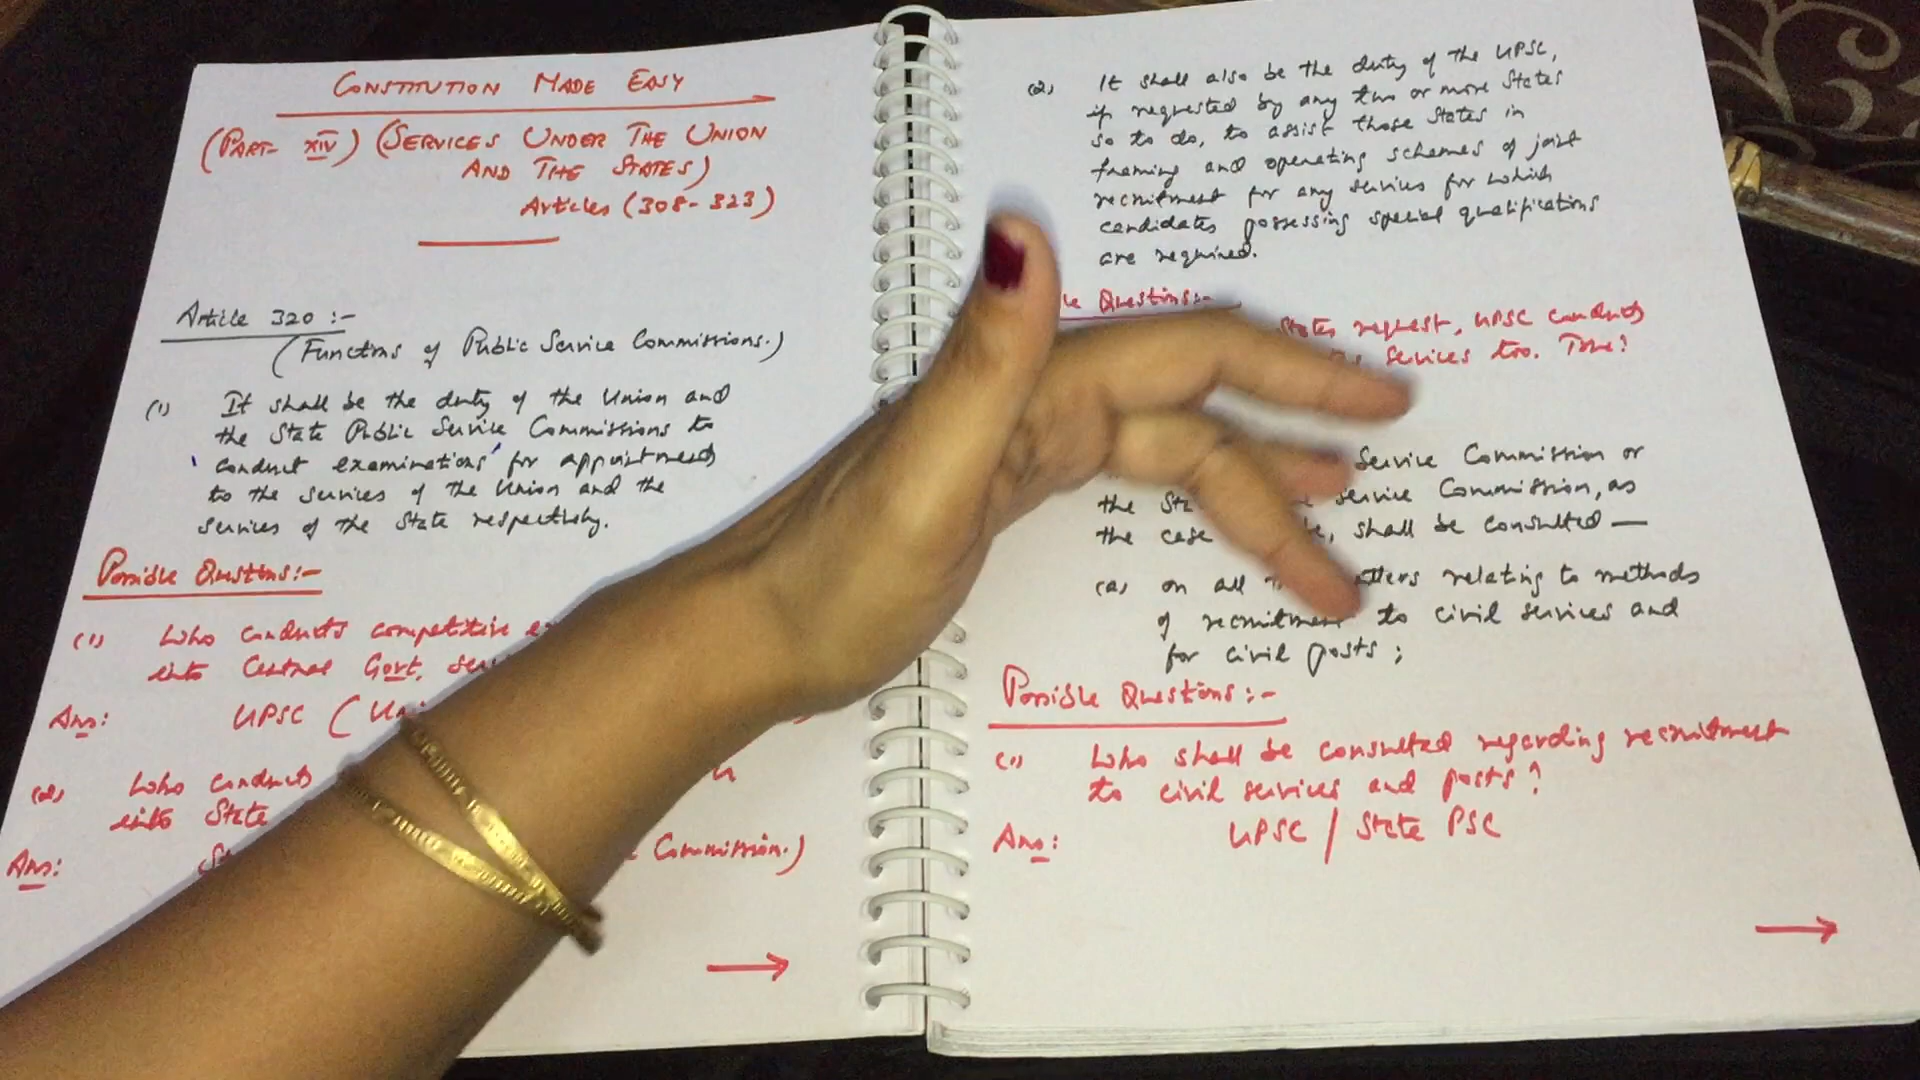 CONSTITUTION MADE EASY
(PART- XIV) (SERVICES UNDER THE UNION
AND THE STATES)
Articles (308-323)
Article 320 :-
(Functions of Public Service Commissions.)
(1) It shall be the duty of the Union and
the State Public Service Commissions to
'conduct examinations' for appointments
to the services of the Union and the
services of the State respectively.
Possible Questions:-
(1) Who conducts competitive
into Central Govt.
Ans: UPSC (
(2) Who conducts
into State
Ans: Commission.)
(2) It shall also be the duty of the UPSC,
if requested by any two or more States
so to do, to assist those States in
framing and operating schemes of joint
recruitment for any services for which
candidates possessing special qualifications
are required.
Questions:-
States request, UPSC conducts
services too. True?
Service Commission or
the service Commission, as
the case be, shall be consulted —
(a) on all relating to methods
of recruitment to civil services and
for civil posts;
Possible Questions:-
(1) Who shall be consulted regarding recruitment
to civil services and posts?
Ans: UPSC / State PSC